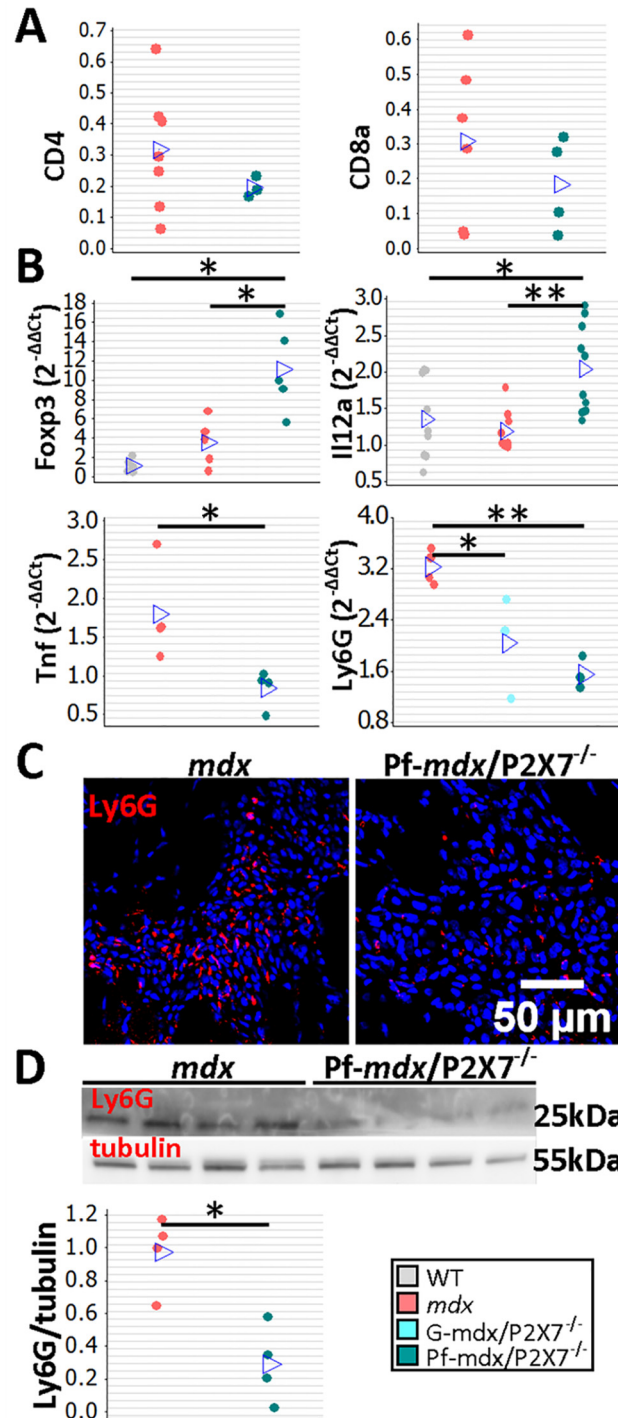 A
CD4
0.7
0.6
0.5
0.4
0.3
0.2
0.1
0.0
CD8a
0.6
0.5
0.4
0.3
0.2
0.1
0.0
B
*
*
Foxp3 (2^-ΔΔCt)
18
16
14
12
10
8
6
4
2
0
*
**
Il12a (2^-ΔΔCt)
3.0
2.5
2.0
1.5
1.0
0.5
*
Tnf (2^-ΔΔCt)
3.0
2.5
2.0
1.5
1.0
0.5
**
*
Ly6G (2^-ΔΔCt)
4.0
3.2
2.4
1.6
0.8
C
mdx
Pf-mdx/P2X7^-/-
Ly6G
50 µm
D
mdx
Pf-mdx/P2X7^-/-
Ly6G
25kDa
tubulin
55kDa
*
Ly6G/tubulin
1.2
1.0
0.8
0.6
0.4
0.2
0.0
WT
mdx
G-mdx/P2X7^-/-
Pf-mdx/P2X7^-/-